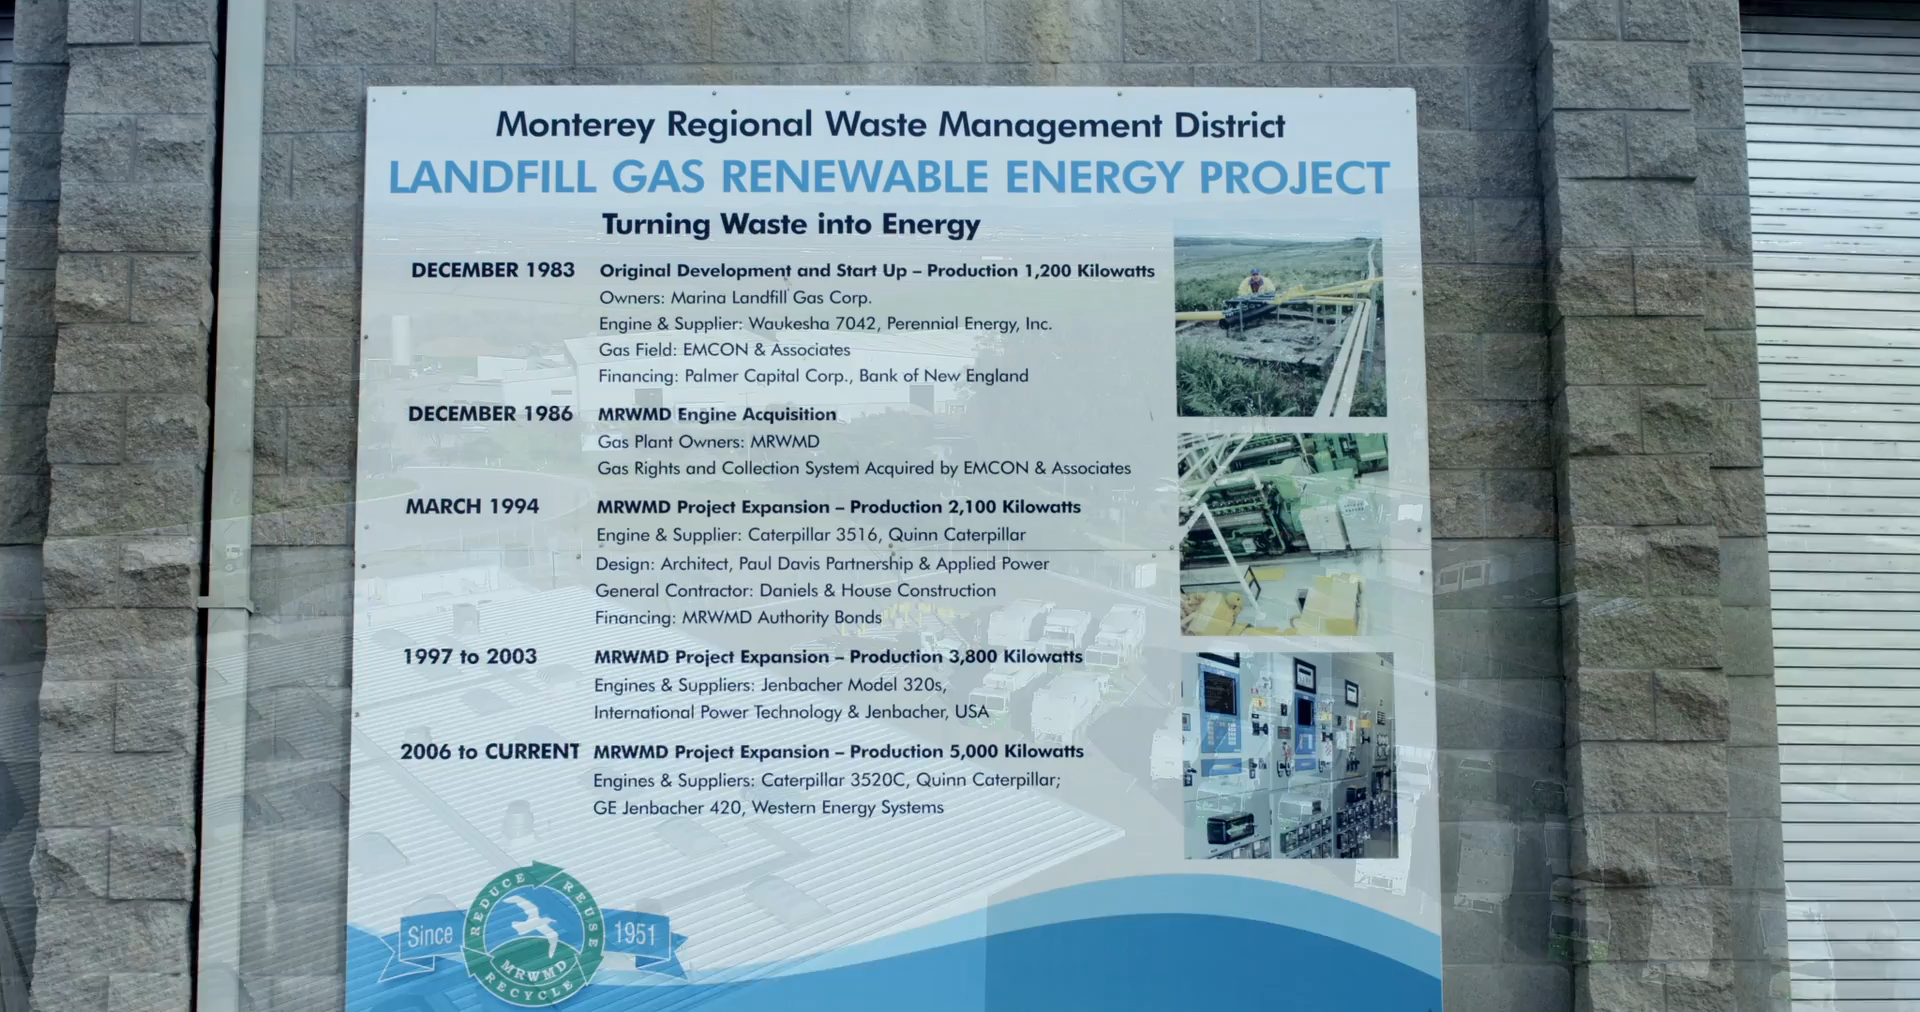 Monterey Regional Waste Management District
LANDFILL GAS RENEWABLE ENERGY PROJECT
Turning Waste into Energy
DECEMBER 1983 Original Development and Start Up – Production 1,200 Kilowatts
Owners: Marina Landfill Gas Corp.
Engine & Supplier: Waukesha 7042, Perennial Energy, Inc.
Gas Field: EMCON & Associates
Financing: Palmer Capital Corp., Bank of New England
DECEMBER 1986 MRWMD Engine Acquisition
Gas Plant Owners: MRWMD
Gas Rights and Collection System Acquired by EMCON & Associates
MARCH 1994 MRWMD Project Expansion – Production 2,100 Kilowatts
Engine & Supplier: Caterpillar 3516, Quinn Caterpillar
Design: Architect, Paul Davis Partnership & Applied Power
General Contractor: Daniels & House Construction
Financing: MRWMD Authority Bonds
1997 to 2003 MRWMD Project Expansion – Production 3,800 Kilowatts
Engines & Suppliers: Jenbacher Model 320s,
International Power Technology & Jenbacher, USA
2006 to CURRENT MRWMD Project Expansion – Production 5,000 Kilowatts
Engines & Suppliers: Caterpillar 3520C, Quinn Caterpillar;
GE Jenbacher 420, Western Energy Systems
REDUCE REUSE
Since 1951
MRWMD
RECYCLE